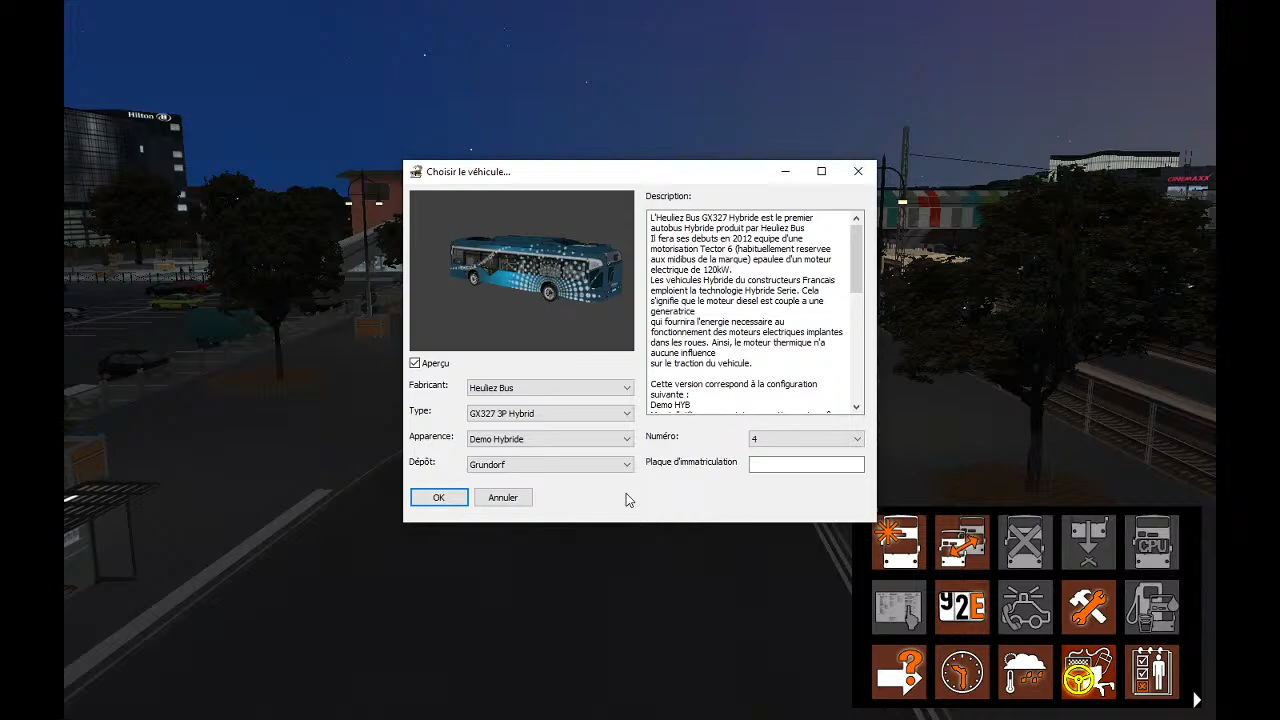 Hilton
CINEMAXX
Choisir le véhicule...
Description:
L'Heuliez Bus GX327 Hybride est le premier
autobus Hybride produit par Heuliez Bus
Il fera ses debuts en 2012 equipe d'une
motorisation Tector 6 (habituellement reservee
aux midibus de la marque) epaulee d'un moteur
electrique de 120kW.
Les vehicules Hybride du constructeurs Francais
emploient la technologie Hybride Serie. Cela
s'ignifie que le moteur diesel est couple a une
generatrice
qui fournira l'energie necessaire au
fonctionnement des moteurs electriques implantes
dans les roues. Ainsi, le moteur thermique n'a
aucune influence
sur le traction du vehicule.
Cette version correspond à la configuration
suivante :
Demo HYB
Aperçu
Fabricant: Heuliez Bus
Type: GX327 3P Hybrid
Apparence: Demo Hybride
Numéro: 4
Dépôt: Grundorf
Plaque d'immatriculation
OK Annuler
CPU
92E
?